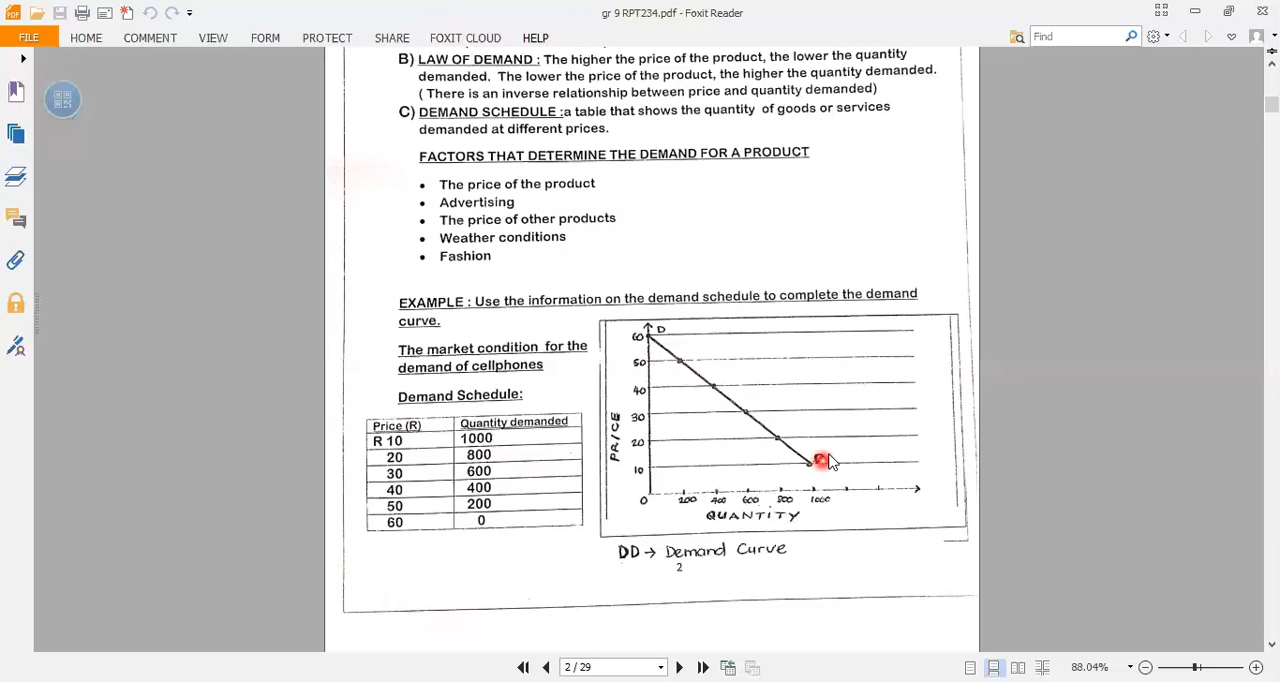 gr 9 RPT234.pdf - Foxit Reader
FILE HOME COMMENT VIEW FORM PROTECT SHARE FOXIT CLOUD HELP Find
B) LAW OF DEMAND : The higher the price of the product, the lower the quantity
demanded. The lower the price of the product, the higher the quantity demanded.
( There is an inverse relationship between price and quantity demanded)
C) DEMAND SCHEDULE :a table that shows the quantity of goods or services
demanded at different prices.
FACTORS THAT DETERMINE THE DEMAND FOR A PRODUCT
• The price of the product
• Advertising
• The price of other products
• Weather conditions
• Fashion
EXAMPLE : Use the information on the demand schedule to complete the demand
curve.
The market condition for the
demand of cellphones
Demand Schedule:
Price (R) Quantity demanded
R 10 1000
20 800
30 600
40 400
50 200
60 0
D
60
50
40
30
20
10
PRICE
0 200 400 600 800 1000
QUANTITY
DD → Demand Curve
2
2 / 29 88.04%